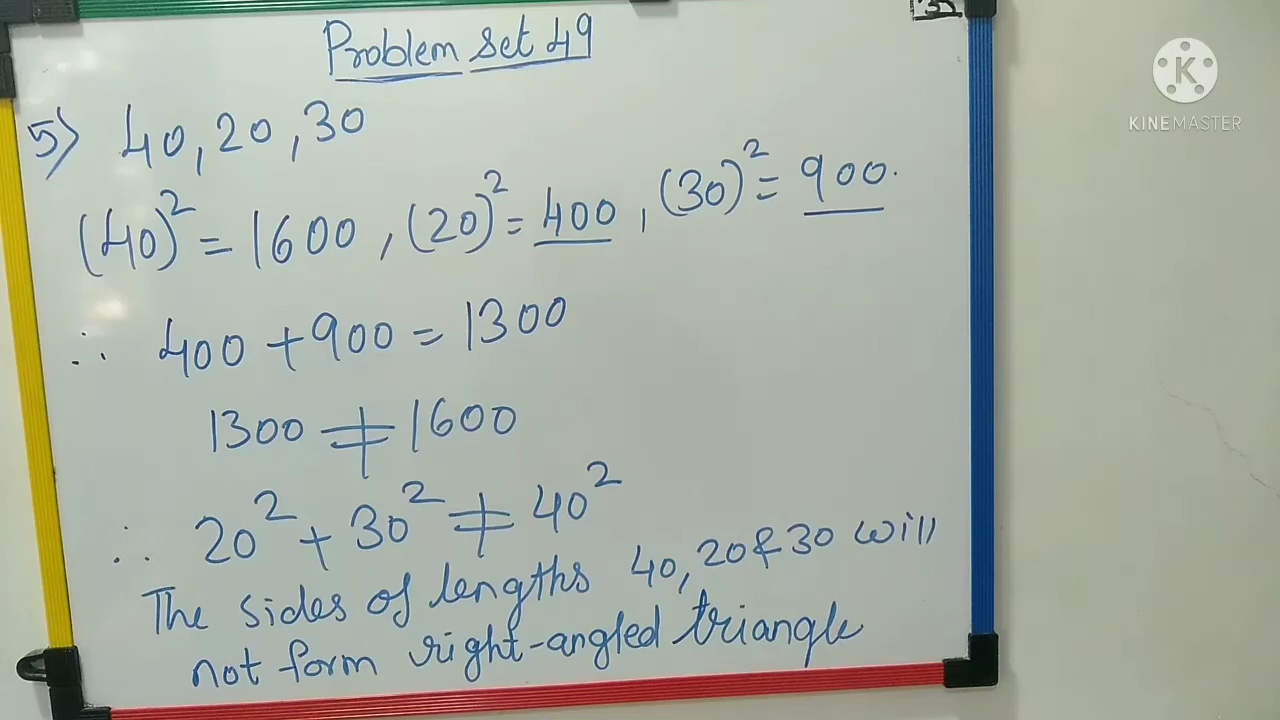 Problem set 49
5) 40, 20, 30
(40)² = 1600, (20)² = 400, (30)² = 900.
∴ 400 + 900 = 1300
1300 ≠ 1600
∴ 20² + 30² ≠ 40²
The sides of lengths 40, 20 & 30 will
not form right-angled triangle
K
KINEMASTER